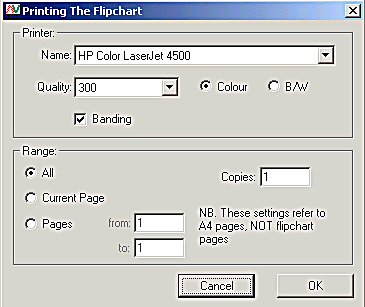 Printing The Flipchart
Printer:
Name: HP Color LaserJet 4500
Quality: 300 Colour B/W
Banding
Range:
All Copies: 1
Current Page
Pages from: 1
to: 1
NB. These settings refer to
A4 pages, NOT flipchart
pages
Cancel OK